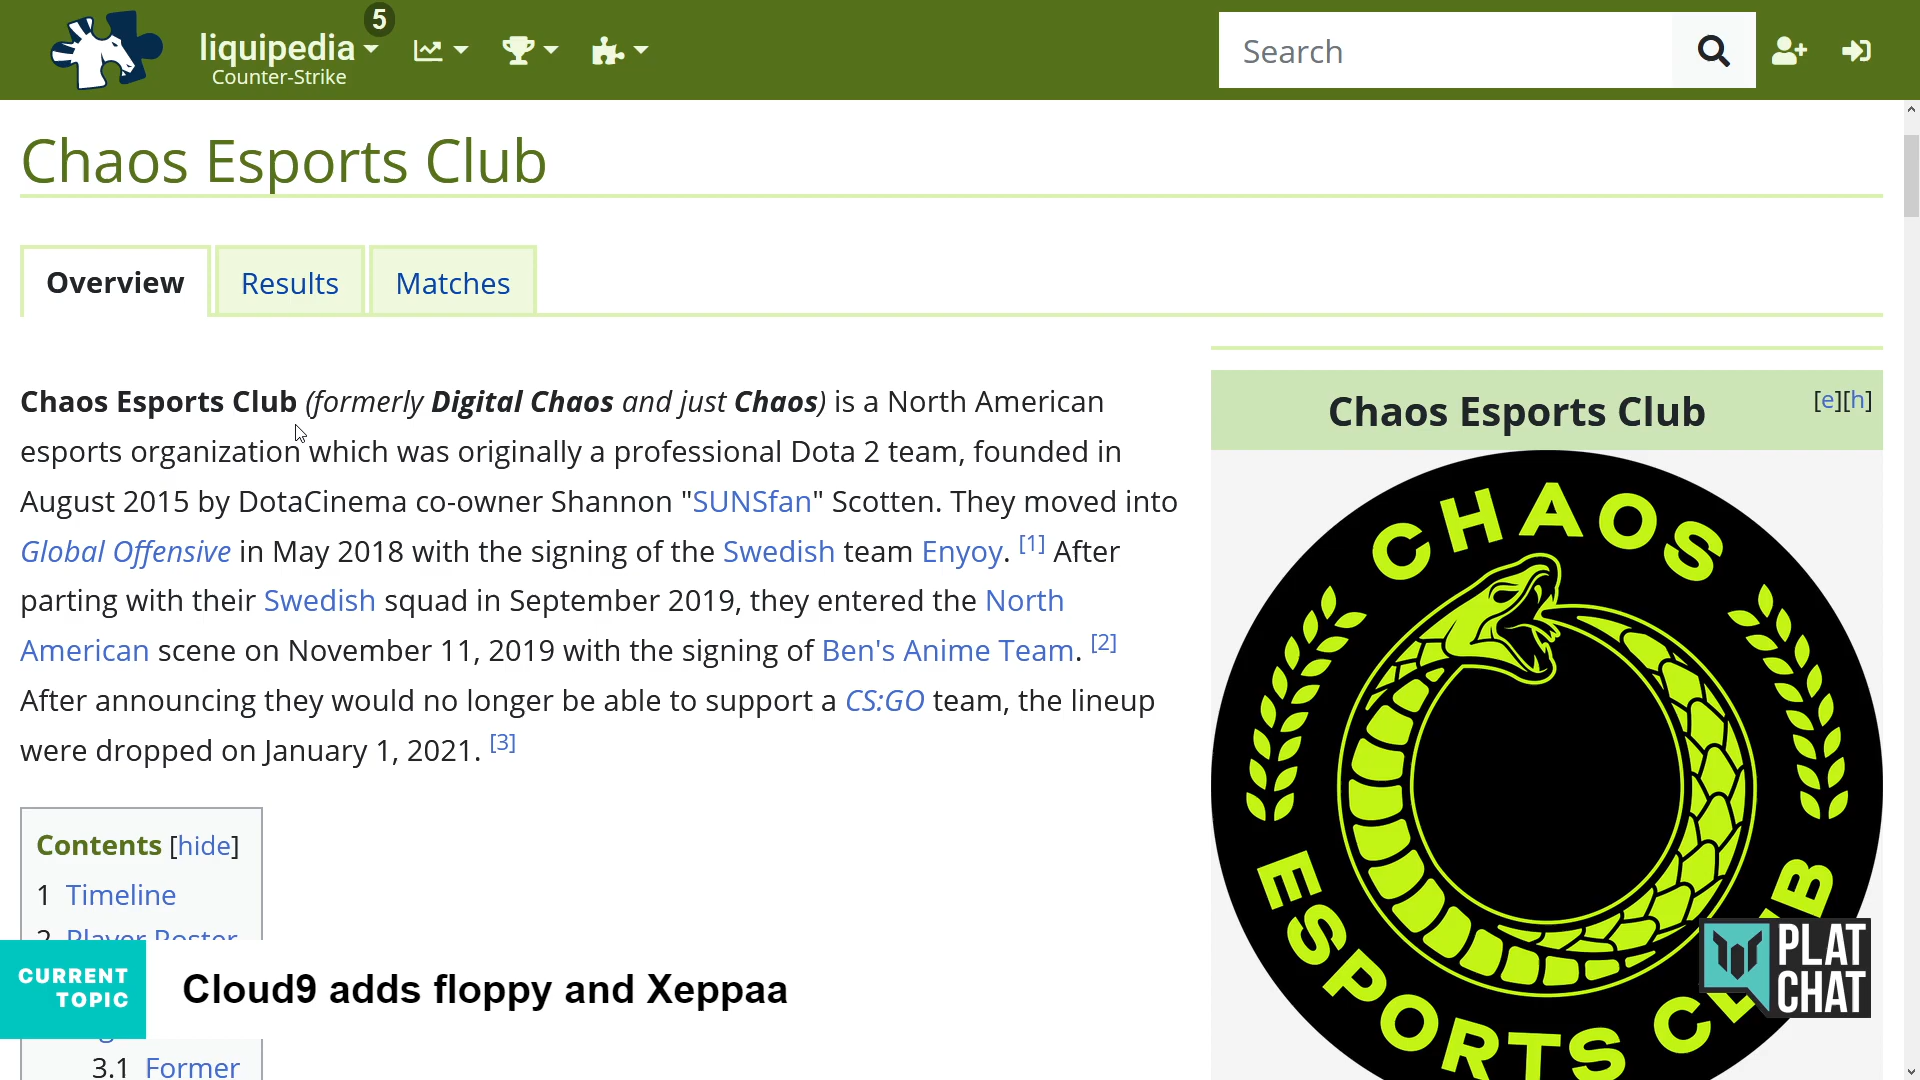 5
liquipedia
Counter-Strike
Search
Chaos Esports Club
Overview
Results
Matches
Chaos Esports Club (formerly Digital Chaos and just Chaos) is a North American
esports organization which was originally a professional Dota 2 team, founded in
August 2015 by DotaCinema co-owner Shannon "SUNSfan" Scotten. They moved into
Global Offensive in May 2018 with the signing of the Swedish team Enyoy. [1] After
parting with their Swedish squad in September 2019, they entered the North
American scene on November 11, 2019 with the signing of Ben's Anime Team. [2]
After announcing they would no longer be able to support a CS:GO team, the lineup
were dropped on January 1, 2021. [3]
Chaos Esports Club
[e][h]
CHAOS
ESPORTS CLUB
Contents [hide]
1 Timeline
2 Player Roster
3.1 Former
CURRENT
TOPIC
Cloud9 adds floppy and Xeppaa
PLAT
CHAT